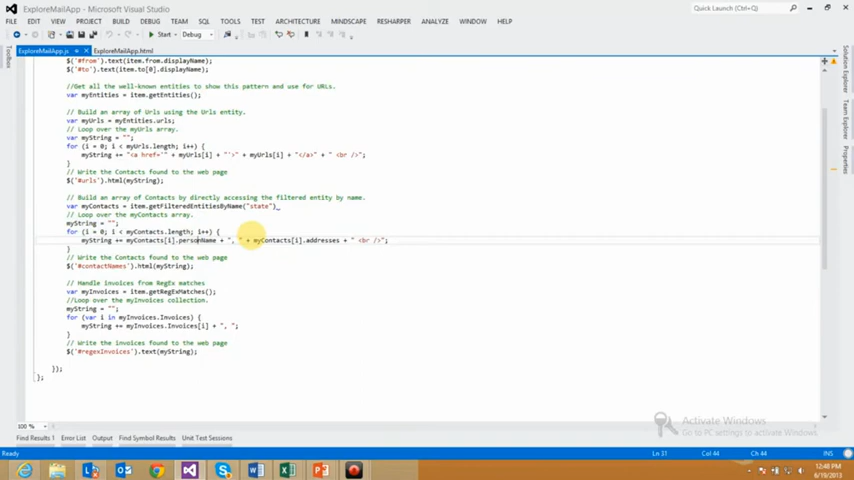 ExploreMailApp - Microsoft Visual Studio
Quick Launch (Ctrl+Q)
FILE EDIT VIEW PROJECT BUILD DEBUG TEAM SQL TOOLS TEST ARCHITECTURE MINDSCAPE RESHARPER ANALYZE WINDOW HELP
Start Debug
ExploreMailApp.js ExploreMailApp.html
Toolbox
Solution Explorer
Team Explorer
Properties
$('#from').text(item.from.displayName);
$('#to').text(item.to[0].displayName);
//Get all the well-known entities to show this pattern and use for URLs.
var myEntities = item.getEntities();
// Build an array of Urls using the Urls entity.
var myUrls = myEntities.urls;
// Loop over the myUrls array.
var myString = "";
for (i = 0; i < myUrls.length; i++) {
myString += "<a href='" + myUrls[i] + "'>" + myUrls[i] + "</a>" + " <br />";
}
// Write the Contacts found to the web page
$('#urls').html(myString);
// Build an array of Contacts by directly accessing the filtered entity by name.
var myContacts = item.getFilteredEntitiesByName("state")
// Loop over the myContacts array.
myString = "";
for (i = 0; i < myContacts.length; i++) {
myString += myContacts[i].personName + ", " + myContacts[i].addresses + " <br />";
}
// Write the Contacts found to the web page
$('#contactNames').html(myString);
// Handle invoices from RegEx matches
var myInvoices = item.getRegExMatches();
//Loop over the myInvoices collection.
myString = "";
for (var i in myInvoices.Invoices) {
myString += myInvoices.Invoices[i] + ", ";
}
// Write the invoices found to the web page
$('#regexInvoices').text(myString);
});
};
Activate Windows
Go to PC settings to activate Windows.
100 %
Find Results 1 Error List Output Find Symbol Results Unit Test Sessions
Ln 31 Col 44 Ch 44 INS
12:48 PM
6/19/2013